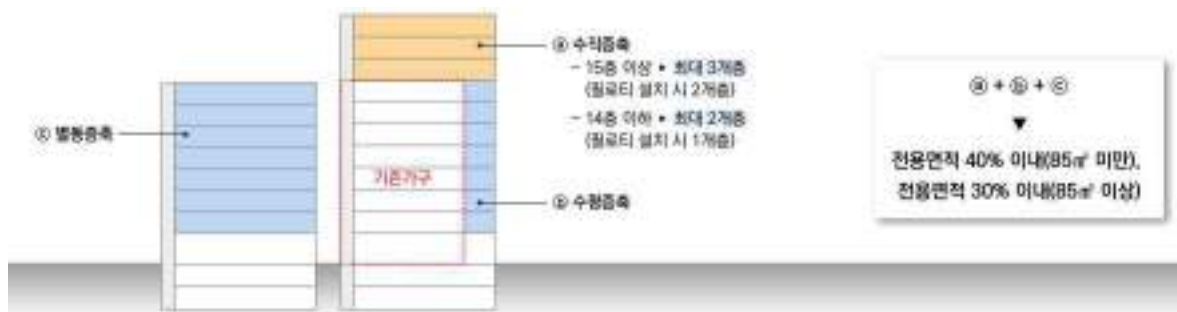 ⓐ 수직증축
- 15층 이상 • 최대 3개층
(필로티 설치 시 2개층)
- 14층 이하 • 최대 2개층
(필로티 설치 시 1개층)
ⓒ 별동증축
기존가구
ⓑ 수평증축
ⓐ + ⓑ + ⓒ
▼
전용면적 40% 이내(85㎡ 미만),
전용면적 30% 이내(85㎡ 이상)